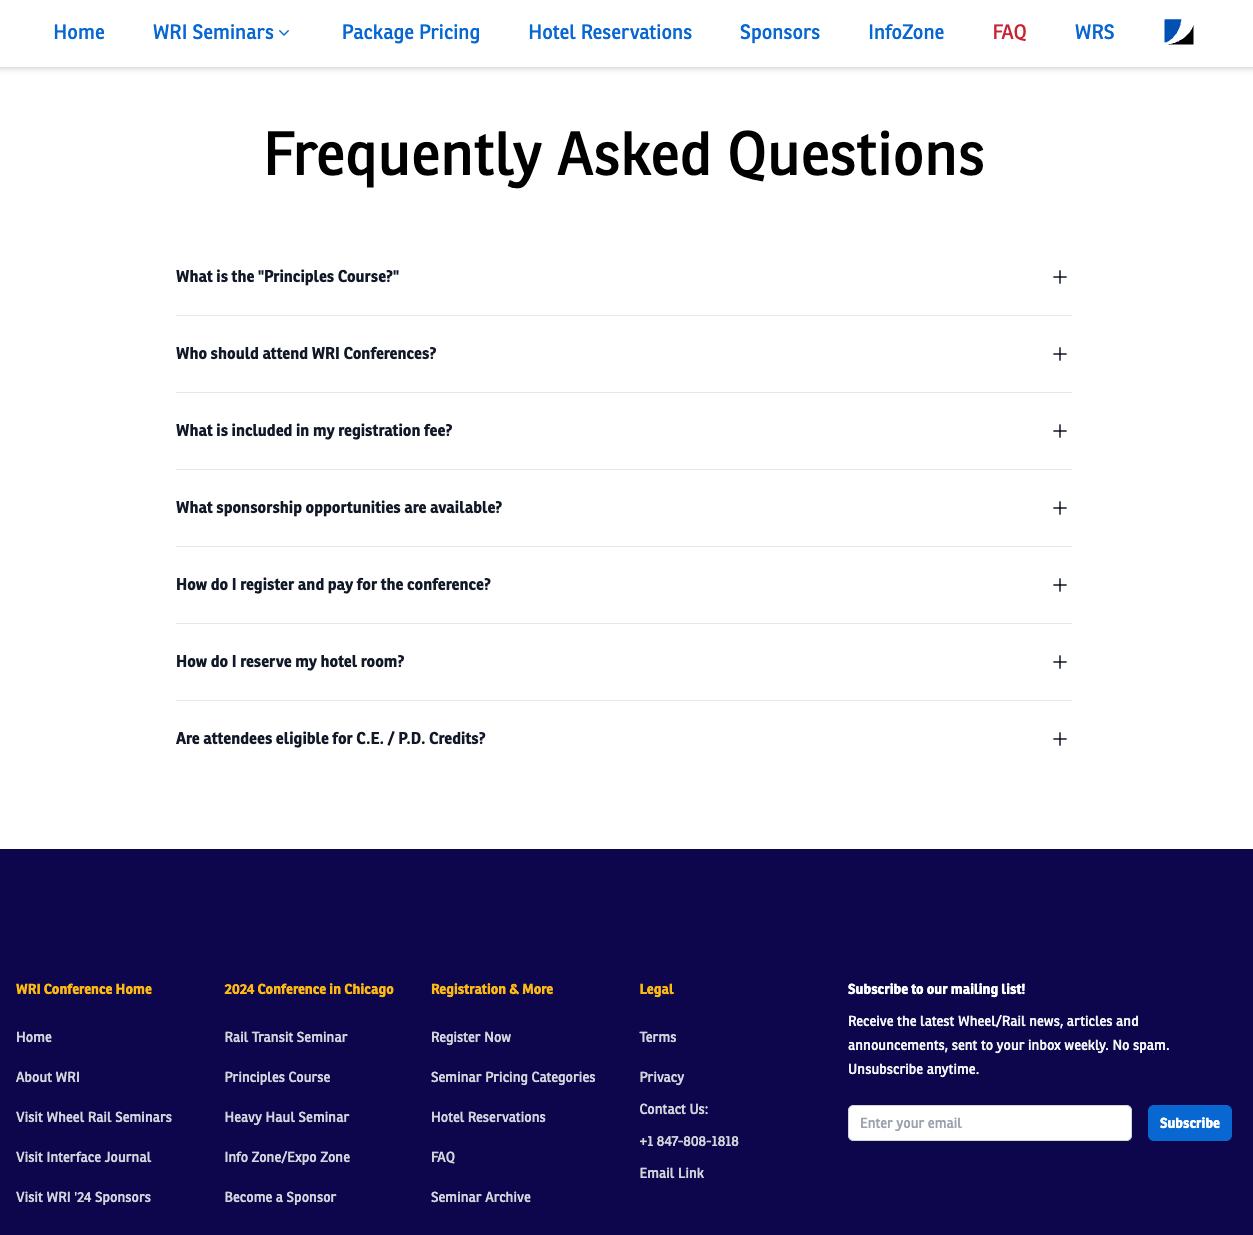 Home WRI Seminars Package Pricing Hotel Reservations Sponsors InfoZone FAQ WRS
Frequently Asked Questions
What is the "Principles Course?"
Who should attend WRI Conferences?
What is included in my registration fee?
What sponsorship opportunities are available?
How do I register and pay for the conference?
How do I reserve my hotel room?
Are attendees eligible for C.E. / P.D. Credits?
WRI Conference Home
Home
About WRI
Visit Wheel Rail Seminars
Visit Interface Journal
Visit WRI '24 Sponsors
2024 Conference in Chicago
Rail Transit Seminar
Principles Course
Heavy Haul Seminar
Info Zone/Expo Zone
Become a Sponsor
Registration & More
Register Now
Seminar Pricing Categories
Hotel Reservations
FAQ
Seminar Archive
Legal
Terms
Privacy
Contact Us:
+1 847-808-1818
Email Link
Subscribe to our mailing list!
Receive the latest Wheel/Rail news, articles and
announcements, sent to your inbox weekly. No spam.
Unsubscribe anytime.
Enter your email
Subscribe